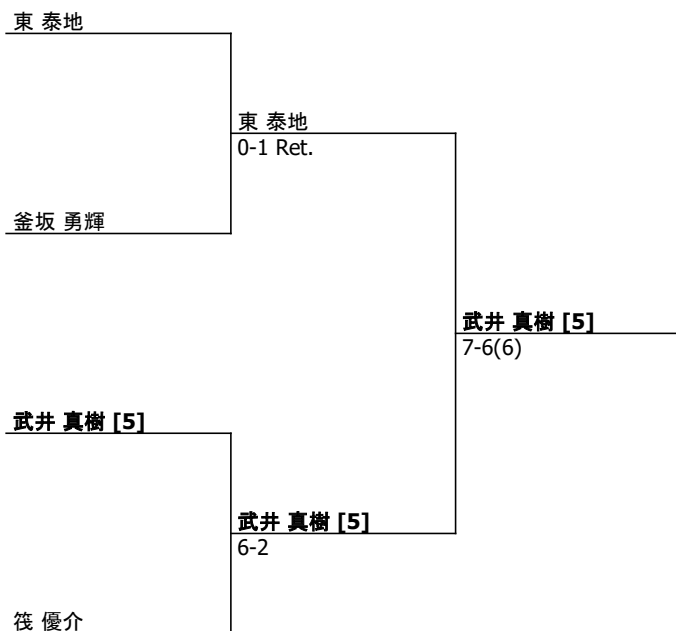 東 泰地
東 泰地
0-1 Ret.
釜坂 勇輝
武井 真樹 [5]
7-6(6)
武井 真樹 [5]
武井 真樹 [5]
6-2
筏 優介